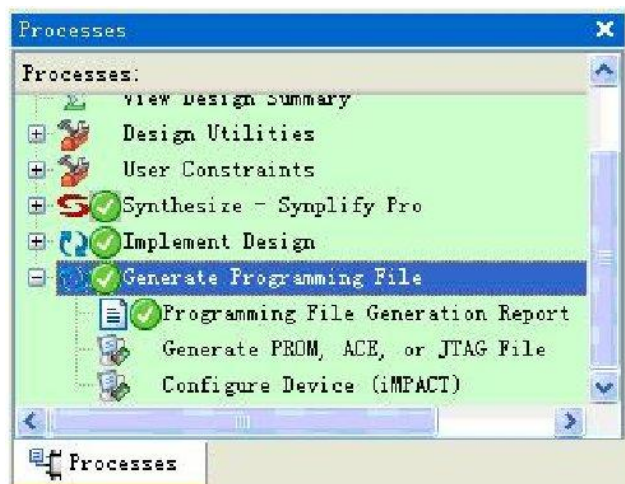 Processes
Processes:
View Design Summary
Design Utilities
User Constraints
Synthesize - Synplify Pro
Implement Design
Generate Programming File
Programming File Generation Report
Generate PROM, ACE, or JTAG File
Configure Device (iMPACT)
Processes